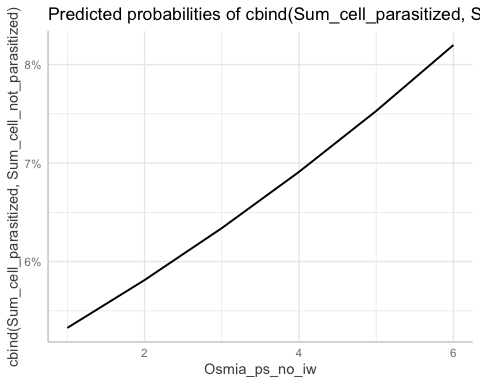 Predicted probabilities of cbind(Sum_cell_parasitized, S
cbind(Sum_cell_parasitized, Sum_cell_not_parasitized)
8%
7%
6%
2
4
6
Osmia_ps_no_iw